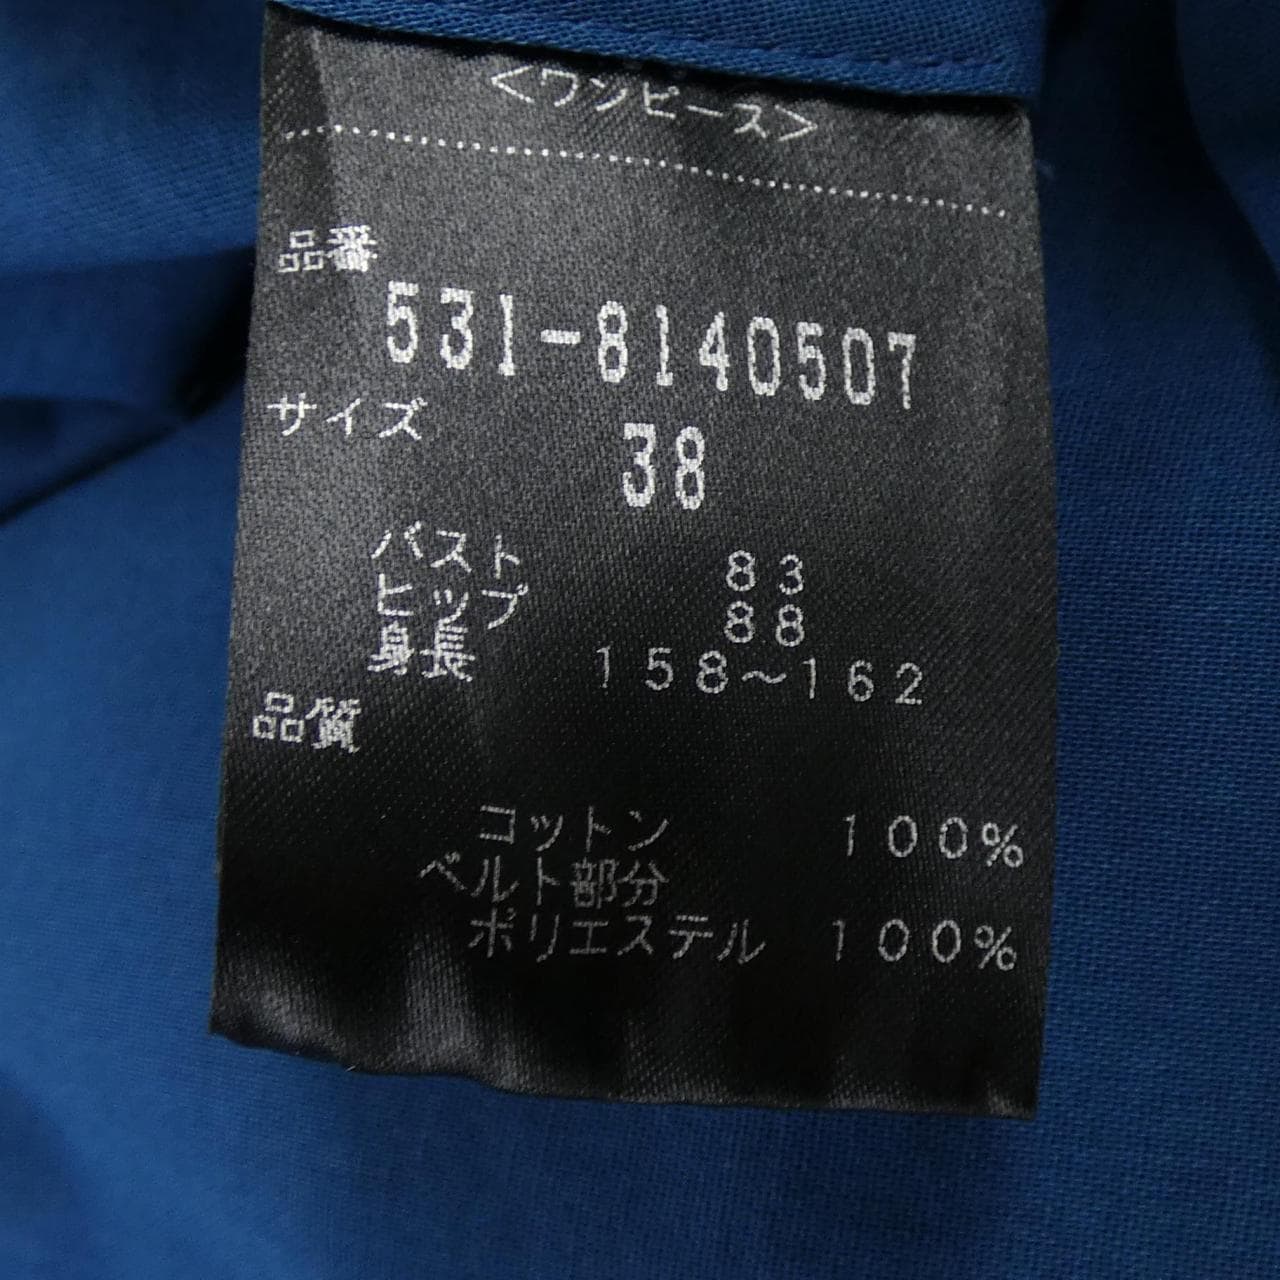 <ワンピース>
品番
531-8140507
サイズ
38
バスト 83
ヒップ 88
身長 158～162
品質
コットン 100%
ベルト部分
ポリエステル 100%